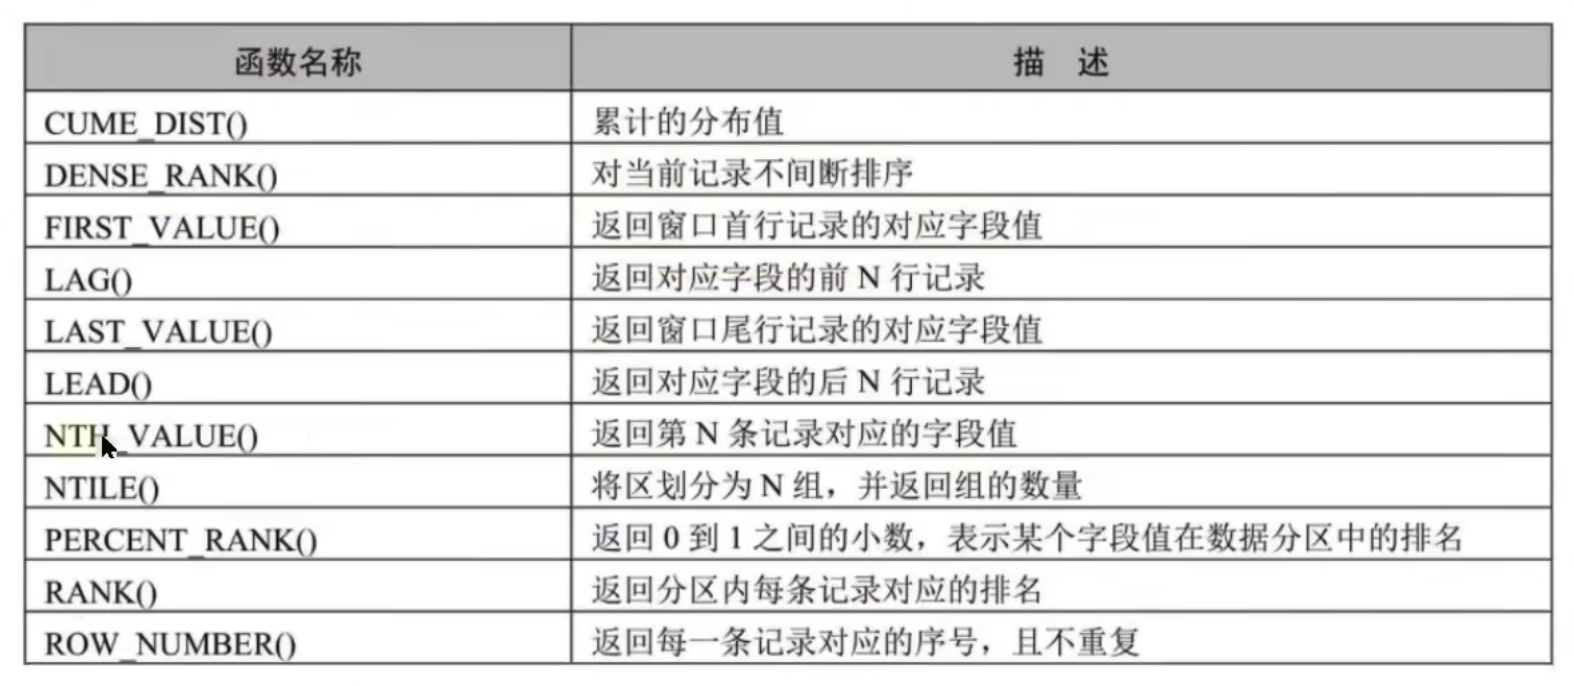 函数名称 描 述
CUME_DIST() 累计的分布值
DENSE_RANK() 对当前记录不间断排序
FIRST_VALUE() 返回窗口首行记录的对应字段值
LAG() 返回对应字段的前 N 行记录
LAST_VALUE() 返回窗口尾行记录的对应字段值
LEAD() 返回对应字段的后 N 行记录
NTH_VALUE() 返回第 N 条记录对应的字段值
NTILE() 将区划分为 N 组，并返回组的数量
PERCENT_RANK() 返回 0 到 1 之间的小数，表示某个字段值在数据分区中的排名
RANK() 返回分区内每条记录对应的排名
ROW_NUMBER() 返回每一条记录对应的序号，且不重复